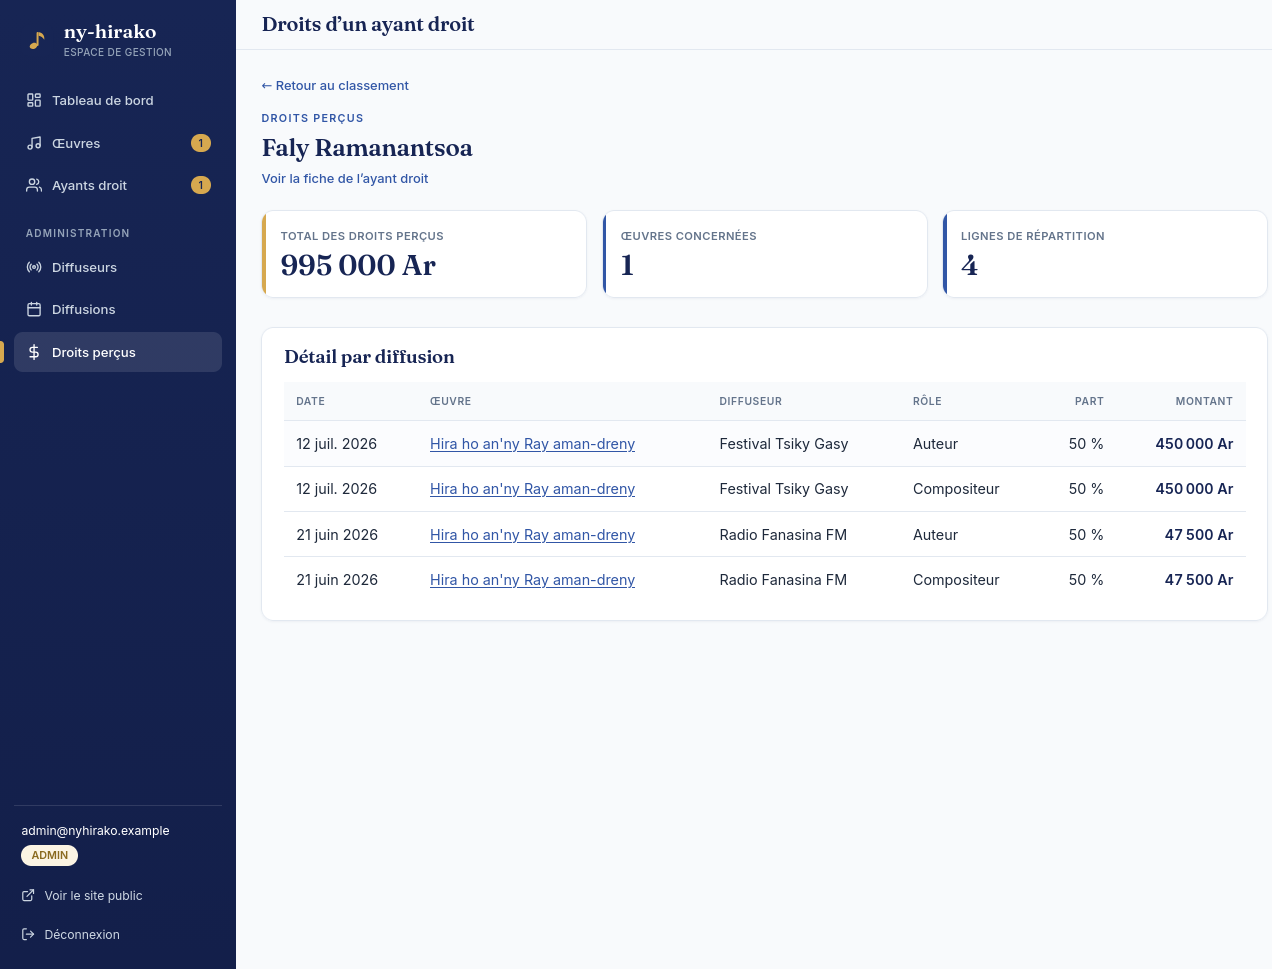 ny-hirako
ESPACE DE GESTION
Tableau de bord
Œuvres 1
Ayants droit 1
ADMINISTRATION
Diffuseurs
Diffusions
Droits perçus
admin@nyhirako.example
ADMIN
Voir le site public
Déconnexion
Droits d’un ayant droit
← Retour au classement
DROITS PERÇUS
Faly Ramanantsoa
Voir la fiche de l’ayant droit
TOTAL DES DROITS PERÇUS
995 000 Ar
ŒUVRES CONCERNÉES
1
LIGNES DE RÉPARTITION
4
Détail par diffusion
DATE ŒUVRE DIFFUSEUR RÔLE PART MONTANT
12 juil. 2026 Hira ho an'ny Ray aman-dreny Festival Tsiky Gasy Auteur 50 % 450 000 Ar
12 juil. 2026 Hira ho an'ny Ray aman-dreny Festival Tsiky Gasy Compositeur 50 % 450 000 Ar
21 juin 2026 Hira ho an'ny Ray aman-dreny Radio Fanasina FM Auteur 50 % 47 500 Ar
21 juin 2026 Hira ho an'ny Ray aman-dreny Radio Fanasina FM Compositeur 50 % 47 500 Ar